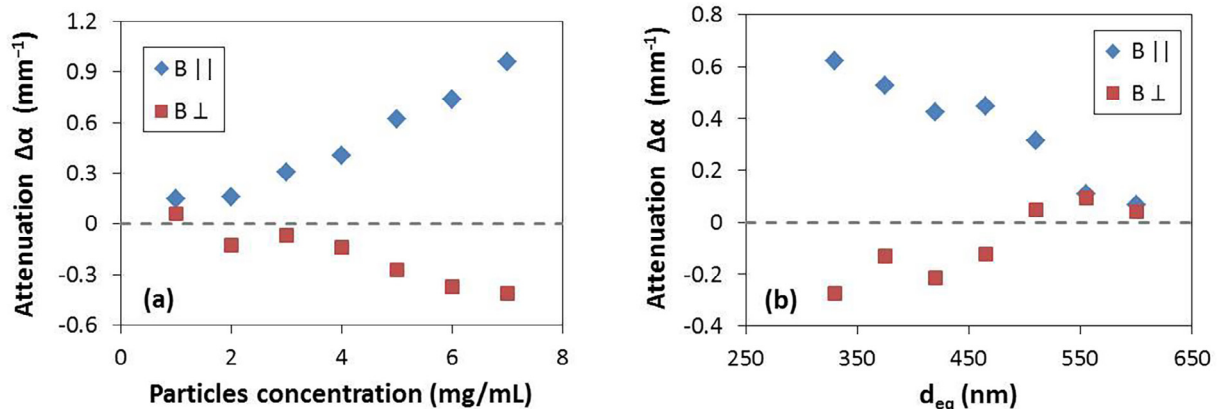 Attenuation Δα (mm⁻¹)
1.2
0.9
0.6
0.3
0
-0.3
-0.6
B ||
B ⊥
(a)
0 2 4 6 8
Particles concentration (mg/mL)
Attenuation Δα (mm⁻¹)
0.8
0.6
0.4
0.2
0
-0.2
-0.4
B ||
B ⊥
(b)
250 350 450 550 650
deq (nm)